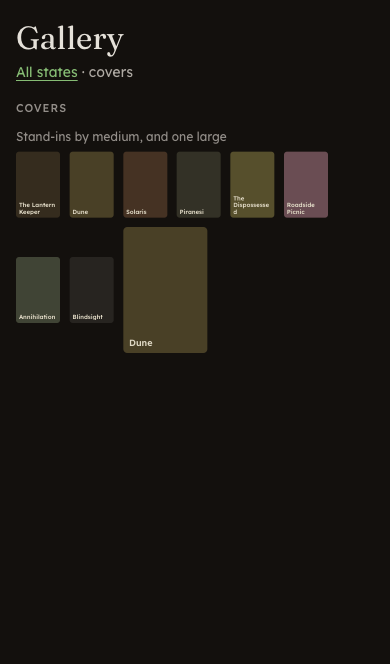 Gallery
All states · covers
COVERS
Stand-ins by medium, and one large
The Lantern
Keeper
Dune
Solaris
Piranesi
The
Dispossesse
d
Roadside
Picnic
Annihilation
Blindsight
Dune